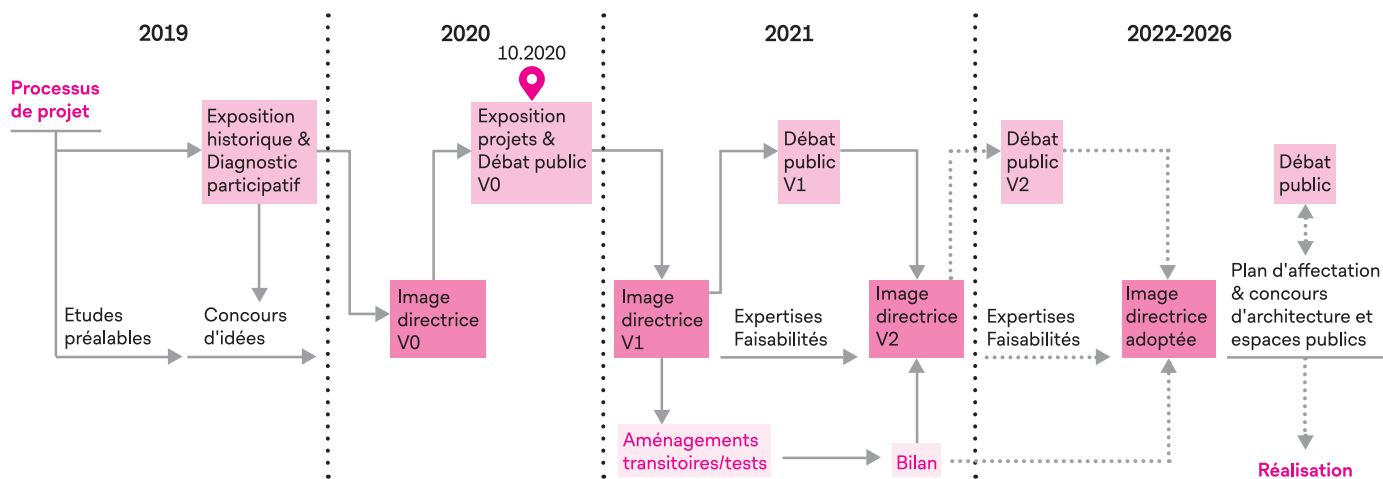 2019
2020
2021
2022-2026
10.2020
Processus
de projet
Exposition
historique &
Diagnostic
participatif
Etudes
préalables
Concours
d'idées
Exposition
projets &
Débat public
V0
Image
directrice
V0
Image
directrice
V1
Débat
public
V1
Expertises
Faisabilités
Image
directrice
V2
Aménagements
transitoires/tests
Bilan
Débat
public
V2
Expertises
Faisabilités
Image
directrice
adoptée
Débat
public
Plan d'affectation
& concours
d'architecture et
espaces publics
Réalisation